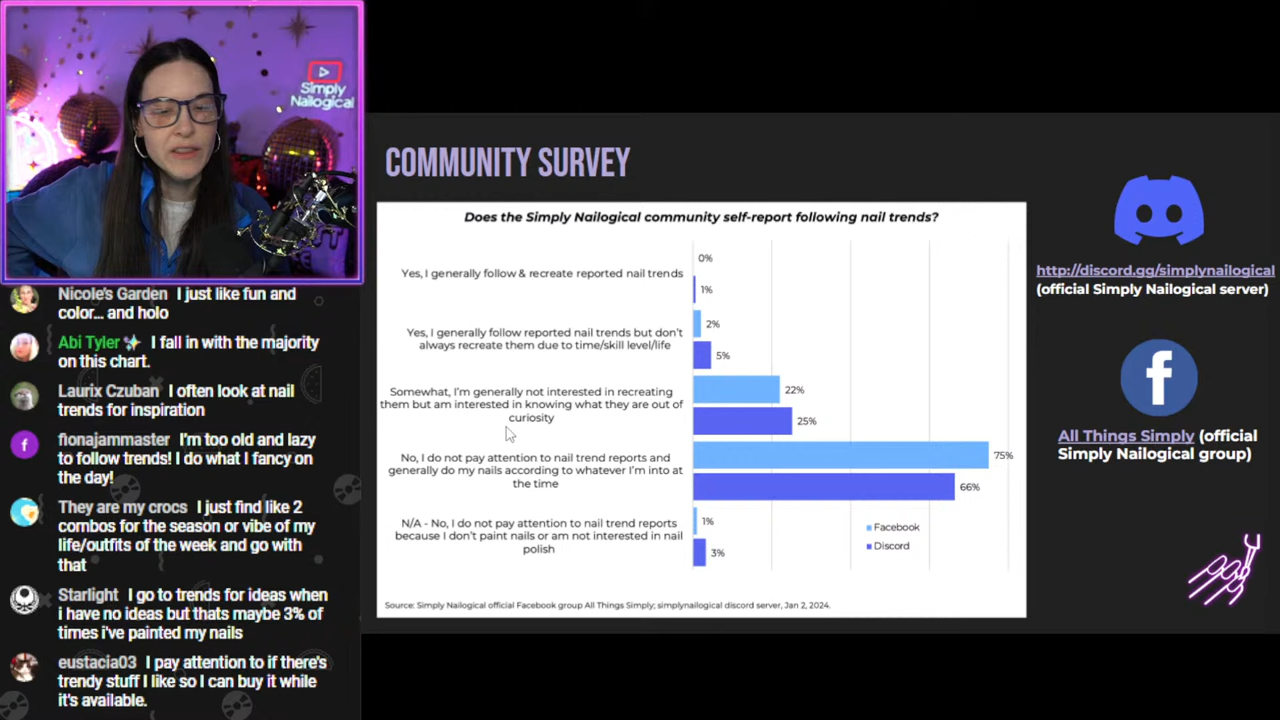 Simply
Nailogical
Nicole's Garden I just like fun and
color... and holo
Abi Tyler I fall in with the majority
on this chart.
Laurix Czuban I often look at nail
trends for inspiration
f
fionajammaster I'm too old and lazy
to follow trends! I do what I fancy on
the day!
They are my crocs I just find like 2
combos for the season or vibe of my
life/outfits of the week and go with
that
Starlight I go to trends for ideas when
i have no ideas but thats maybe 3% of
times i've painted my nails
eustacia03 I pay attention to if there's
trendy stuff I like so I can buy it while
it's available.
COMMUNITY SURVEY
Does the Simply Nailogical community self-report following nail trends?
Yes, I generally follow & recreate reported nail trends
0%
1%
Yes, I generally follow reported nail trends but don't
always recreate them due to time/skill level/life
2%
5%
Somewhat, I'm generally not interested in recreating
them but am interested in knowing what they are out of
curiosity
22%
25%
No, I do not pay attention to nail trend reports and
generally do my nails according to whatever I'm into at
the time
75%
66%
N/A - No, I do not pay attention to nail trend reports
because I don't paint nails or am not interested in nail
polish
1%
3%
Facebook
Discord
Source: Simply Nailogical official Facebook group All Things Simply; simplynailogical discord server, Jan 2, 2024.
http://discord.gg/simplynailogical
(official Simply Nailogical server)
f
All Things Simply (official
Simply Nailogical group)